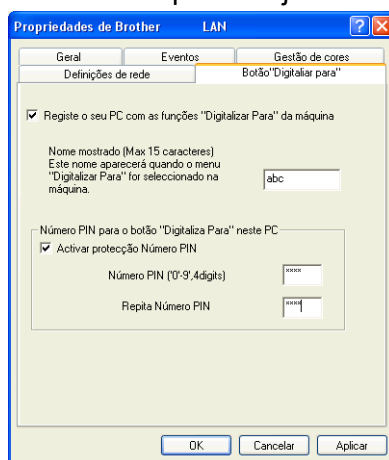 Propriedades de Brother LAN
Geral Eventos Gestão de cores
Definições de rede Botão"Digitaliar para"
Registe o seu PC com as funções "Digitalizar Para" da máquina
Nome mostrado (Max 15 caracteres)
Este nome aparecerá quando o menu
"Digitalizar Para" for seleccionado na
máquina.
abc
Número PIN para o botão "Digitaliza Para" neste PC
Activar protecção Número PIN
Número PIN ('0'-9',4digits) xxxx
Repita Número PIN xxxx
OK Cancelar Aplicar